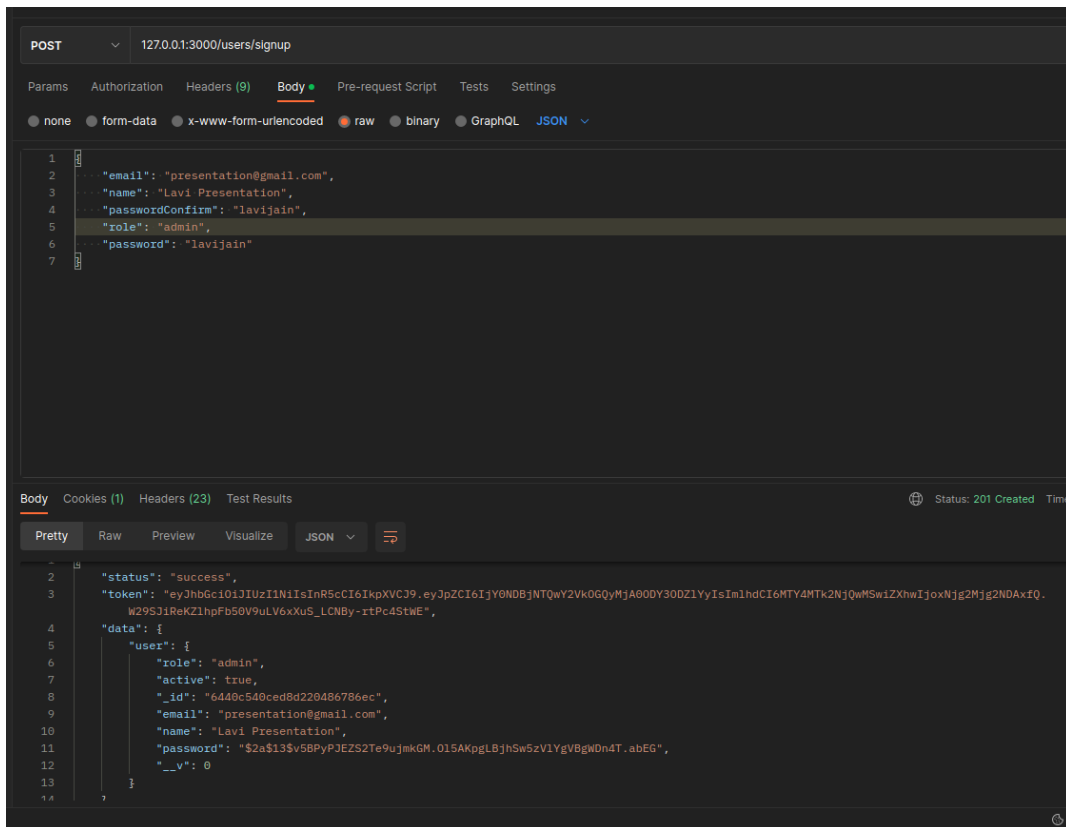 POST 127.0.0.1:3000/users/signup
Params Authorization Headers (9) Body Pre-request Script Tests Settings
none form-data x-www-form-urlencoded raw binary GraphQL JSON
1 {
2 "email": "presentation@gmail.com",
3 "name": "Lavi Presentation",
4 "passwordConfirm": "lavijain",
5 "role": "admin",
6 "password": "lavijain"
7 }
Body Cookies (1) Headers (23) Test Results Status: 201 Created Time
Pretty Raw Preview Visualize JSON
2 "status": "success",
3 "token": "eyJhbGciOiJIUzI1NiIsInR5cCI6IkpXVCJ9.eyJpZCI6IjY0NDBjNTQwY2VkOGQyMjA0ODY3ODZlYyIsImlhdCI6MTY4MTk2NjQwMSwiZXhwIjoxNjg2Mjg2NDAxfQ.
W29SJiReKZlhpFb50V9uLV6xXuS_LCNBy-rtPc4StWE",
4 "data": {
5 "user": {
6 "role": "admin",
7 "active": true,
8 "_id": "6440c540ced8d220486786ec",
9 "email": "presentation@gmail.com",
10 "name": "Lavi Presentation",
11 "password": "$2a$13$v5BPyPJEZS2Te9ujmkGM.Ol5AKpgLBjhSw5zVlYgVBgWDn4T.abEG",
12 "__v": 0
13 }
14